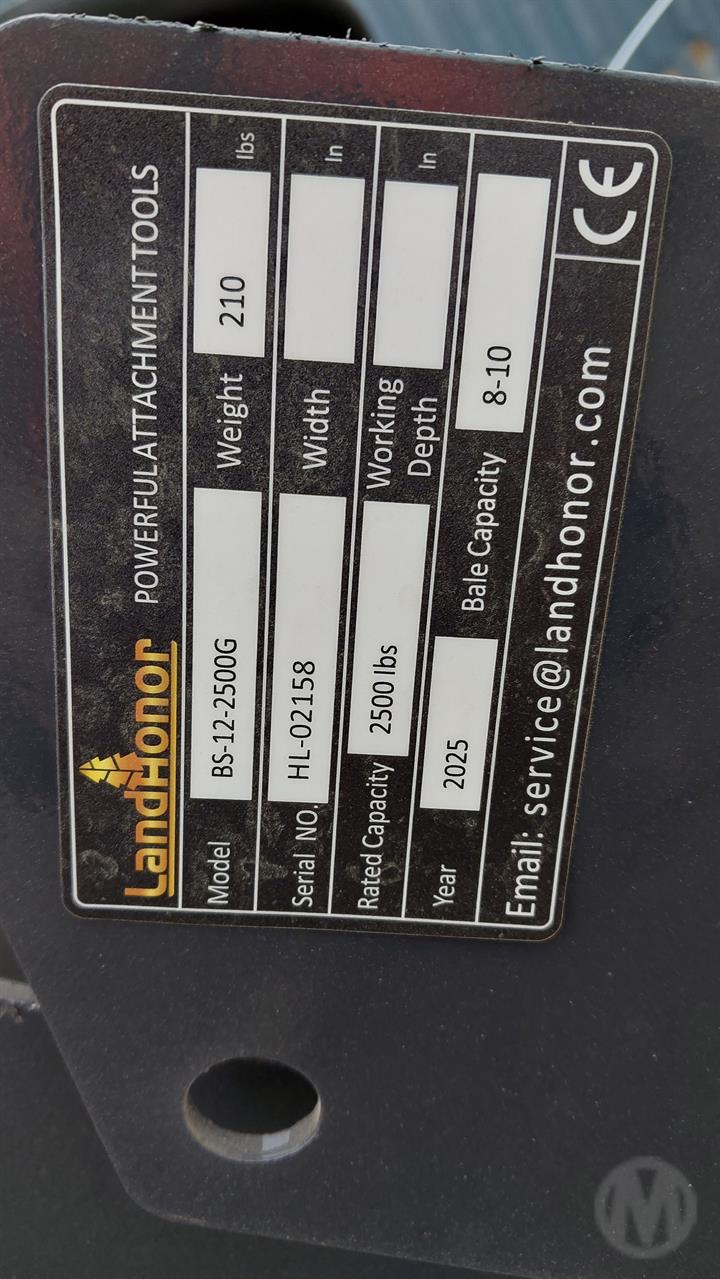 LandHonor POWERFUL ATTACHMENT TOOLS
Model BS-12-2500G Weight 210 lbs
Serial NO. HL-02158 Width In
Rated Capacity 2500 lbs Working Depth In
Year 2025 Bale Capacity 8-10
Email: service@landhonor.com CE
M